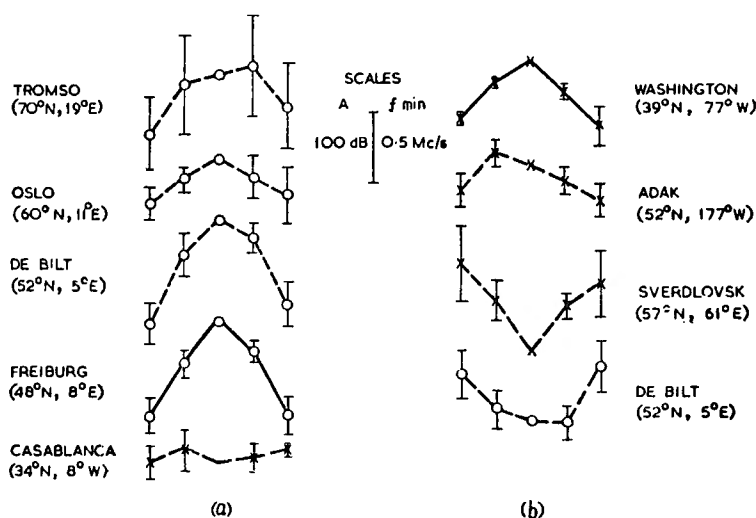 TROMSO
(70°N, 19°E)
OSLO
(60°N, 11°E)
DE BILT
(52°N, 5°E)
FREIBURG
(48°N, 8°E)
CASABLANCA
(34°N, 8°W)
(a)
SCALES
A f min
100 dB 0·5 Mc/s
WASHINGTON
(39°N, 77°W)
ADAK
(52°N, 177°W)
SVERDLOVSK
(57°N, 61°E)
DE BILT
(52°N, 5°E)
(b)